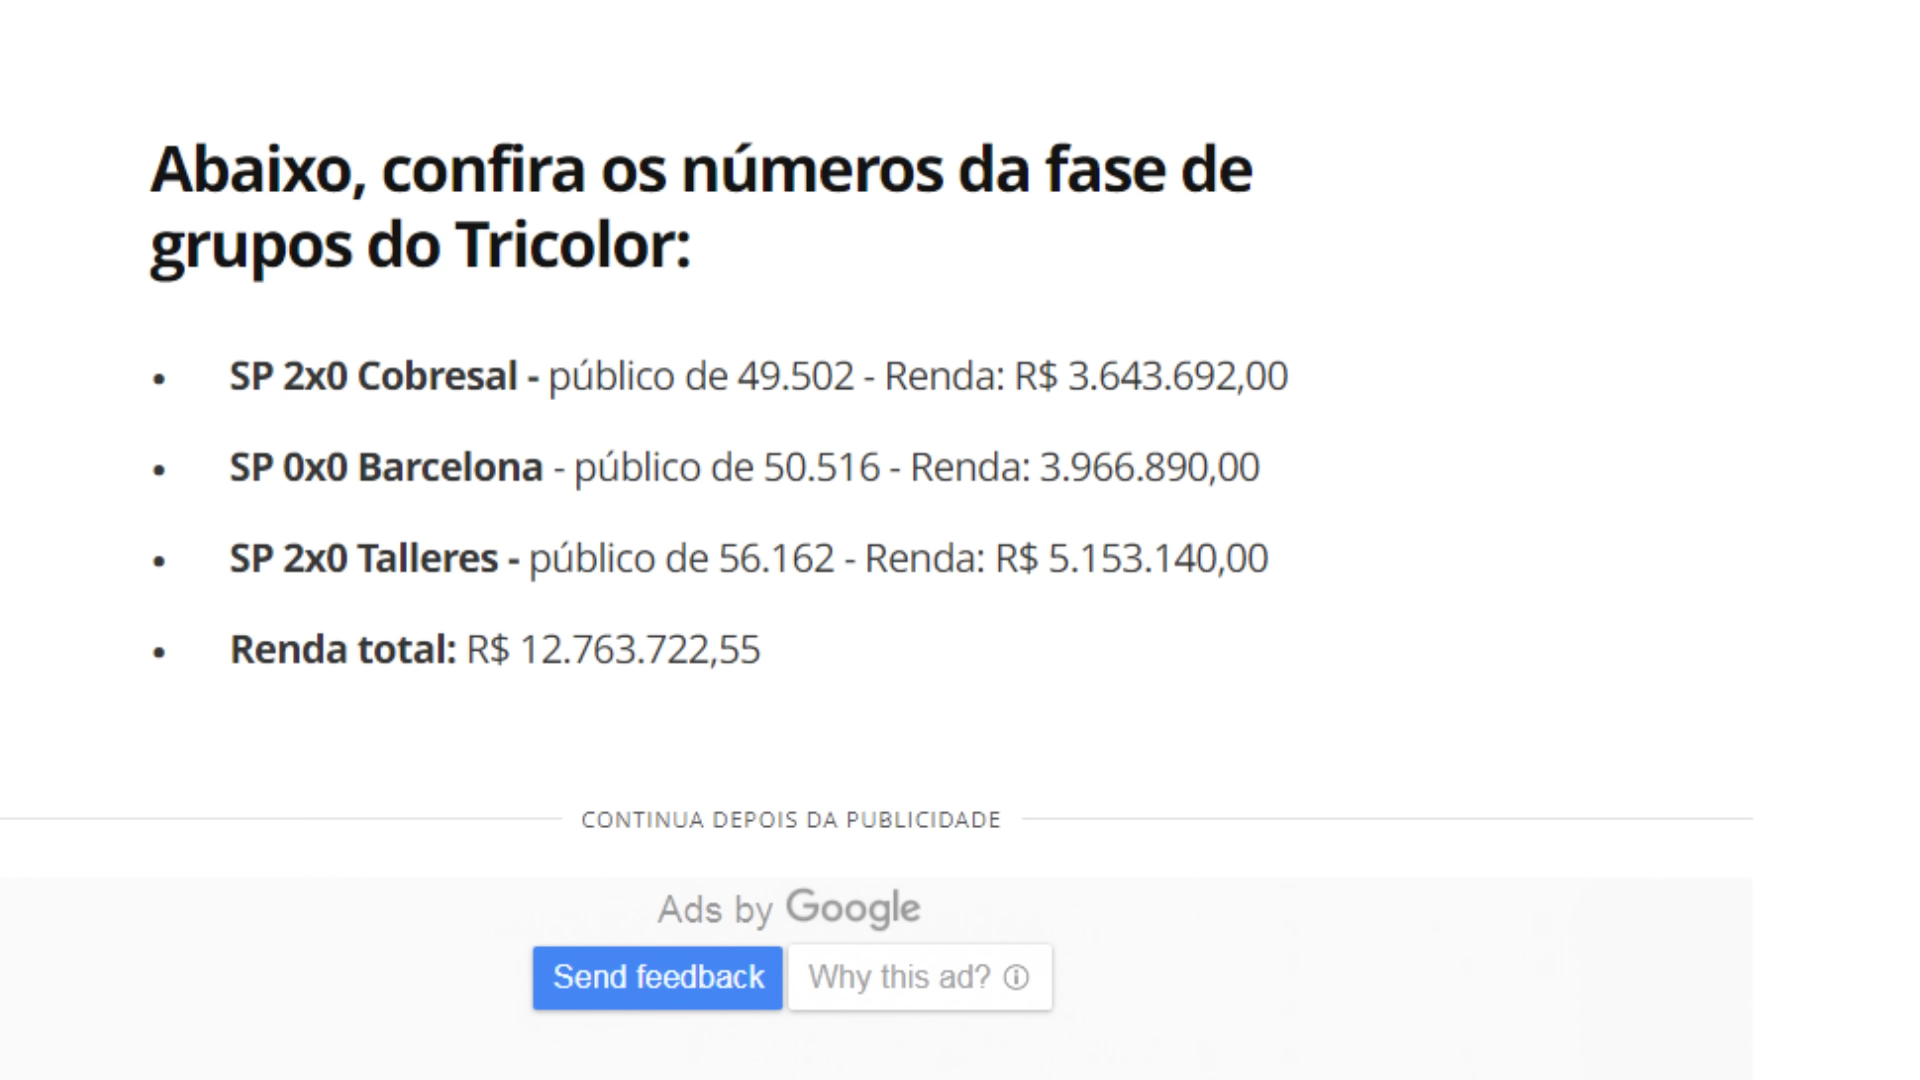 Abaixo, confira os números da fase de
grupos do Tricolor:
• SP 2x0 Cobresal - público de 49.502 - Renda: R$ 3.643.692,00
• SP 0x0 Barcelona - público de 50.516 - Renda: 3.966.890,00
• SP 2x0 Talleres - público de 56.162 - Renda: R$ 5.153.140,00
• Renda total: R$ 12.763.722,55
CONTINUA DEPOIS DA PUBLICIDADE
Ads by Google
Send feedback Why this ad?